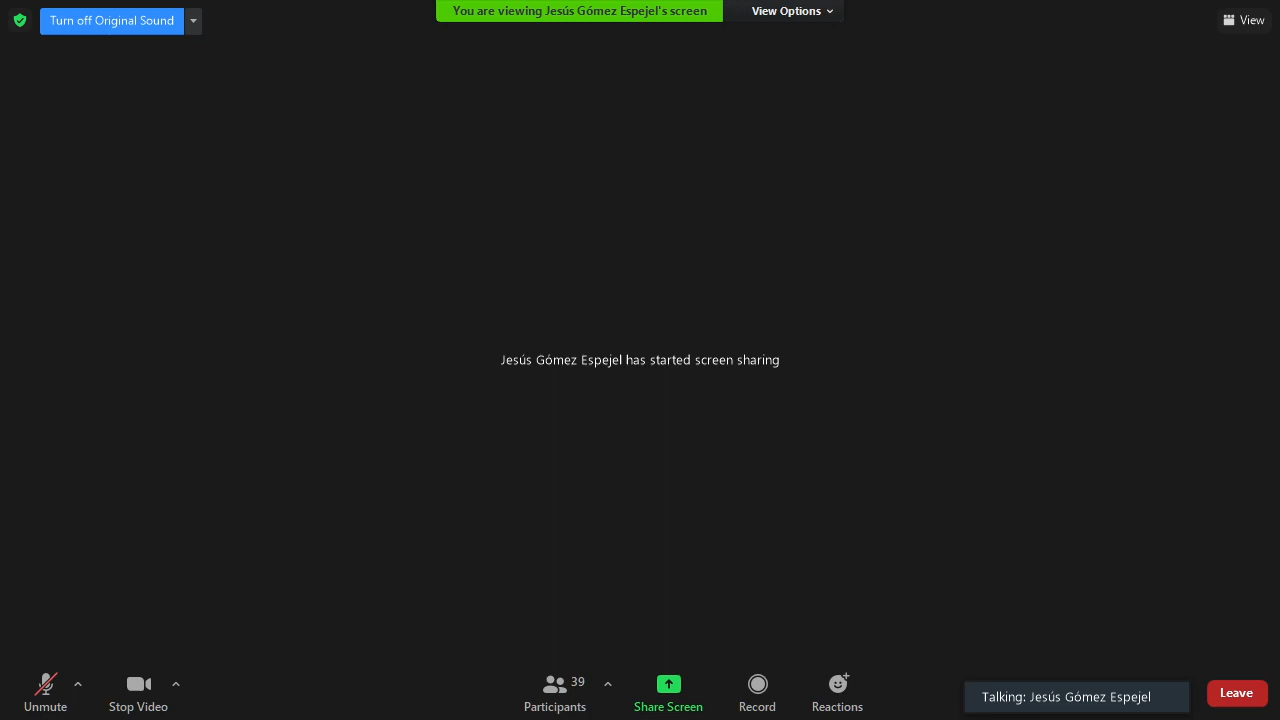 Turn off Original Sound
You are viewing Jesús Gómez Espejel's screen
View Options
View
Jesús Gómez Espejel has started screen sharing
Unmute
Stop Video
39
Participants
Share Screen
Record
Reactions
Talking: Jesús Gómez Espejel
Leave